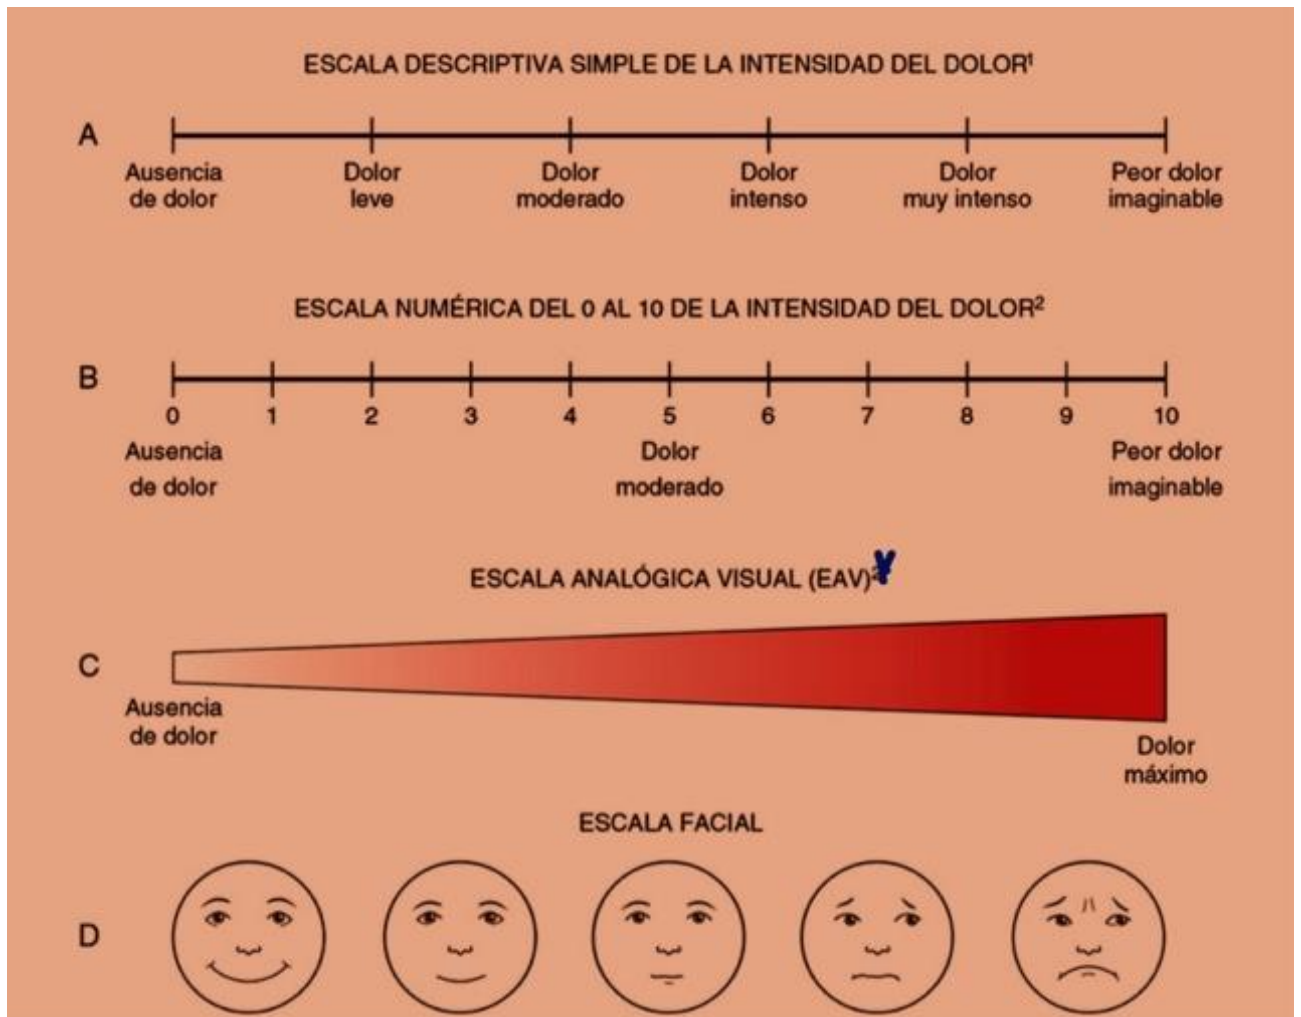 ESCALA DESCRIPTIVA SIMPLE DE LA INTENSIDAD DEL DOLOR¹
A
Ausencia de dolor
Dolor leve
Dolor moderado
Dolor intenso
Dolor muy intenso
Peor dolor imaginable
ESCALA NUMÉRICA DEL 0 AL 10 DE LA INTENSIDAD DEL DOLOR²
B
0 1 2 3 4 5 6 7 8 9 10
Ausencia de dolor
Dolor moderado
Peor dolor imaginable
ESCALA ANALÓGICA VISUAL (EAV)
C
Ausencia de dolor
Dolor máximo
ESCALA FACIAL
D